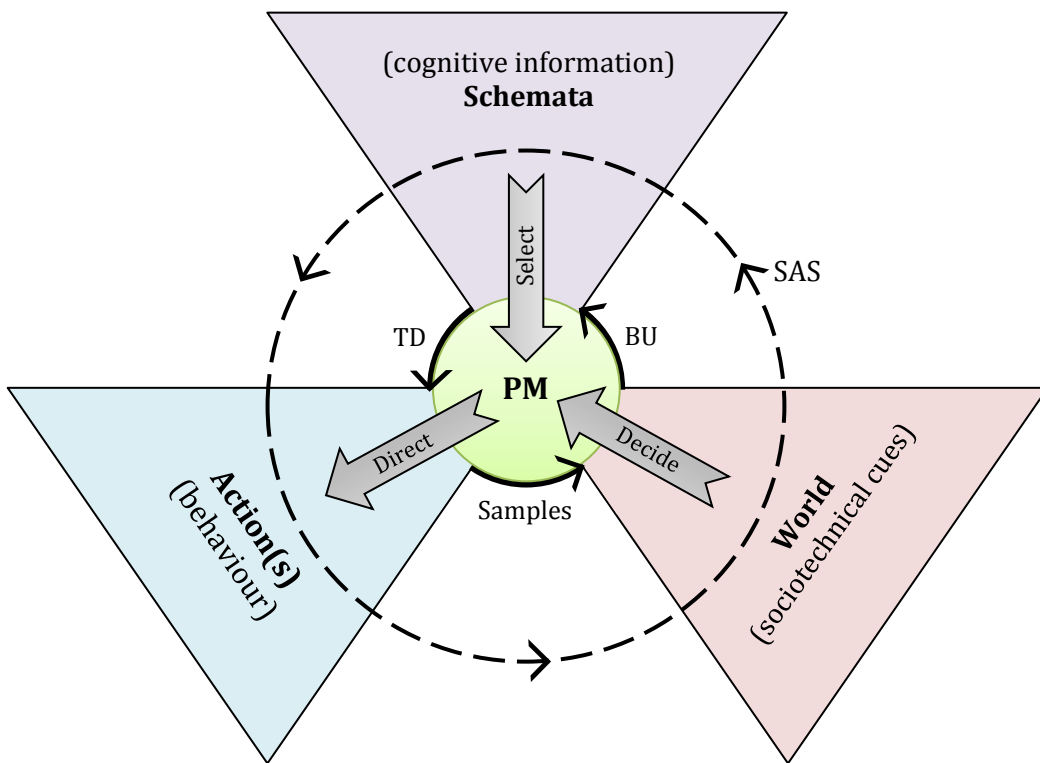 (cognitive information)
Schemata
Select
SAS
TD
BU
PM
Direct
Decide
Samples
Action(s)
(behaviour)
World
(sociotechnical cues)